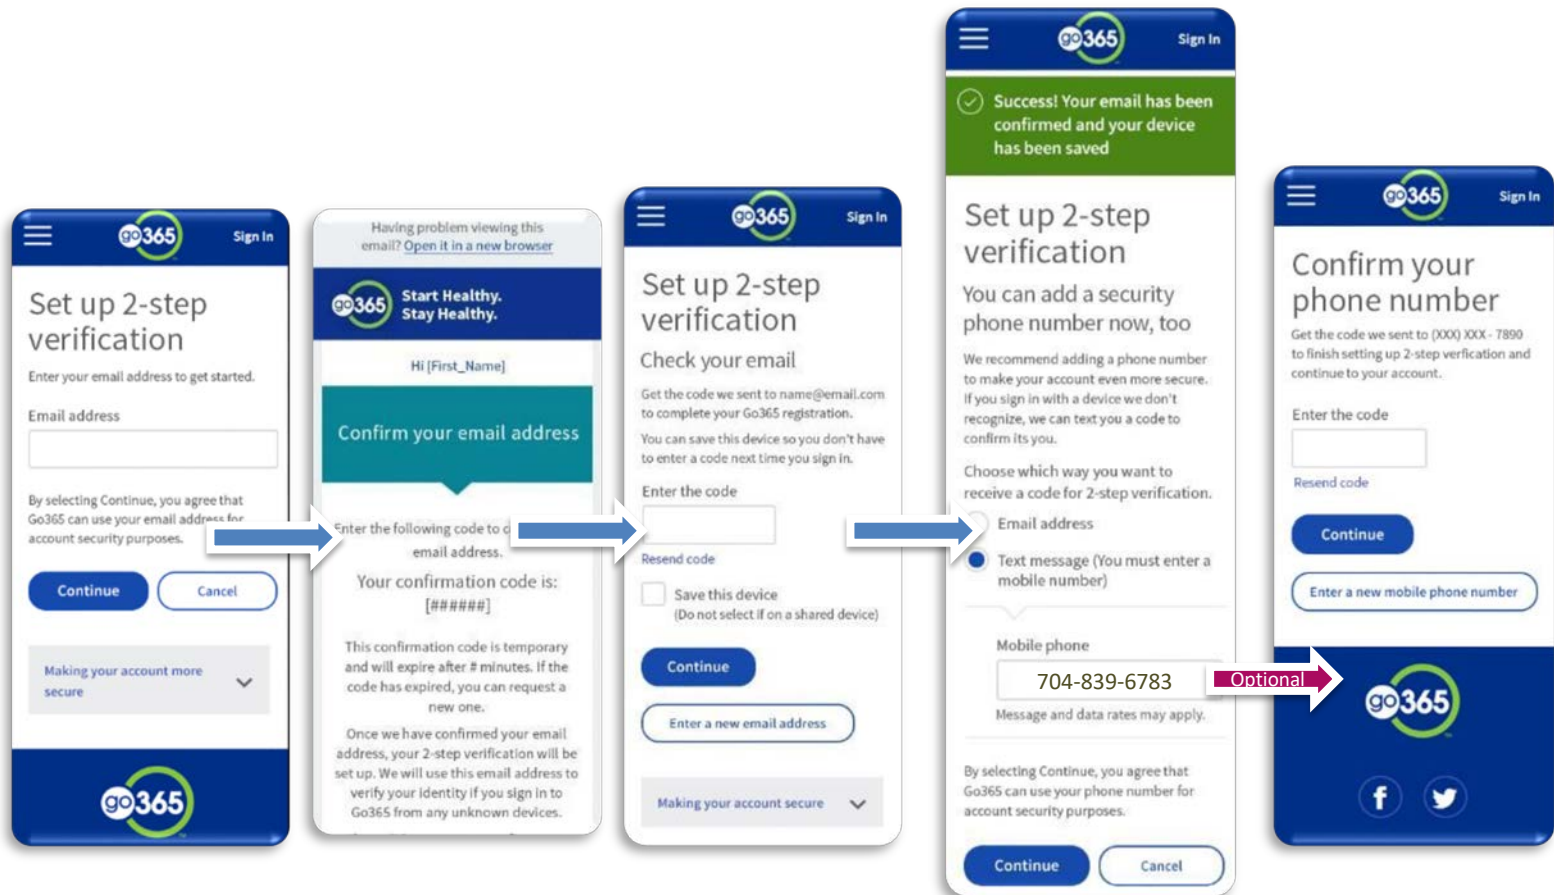 go365
Sign In
Set up 2-step
verification
Enter your email address to get started.
Email address
By selecting Continue, you agree that
Go365 can use your email address for
account security purposes.
Continue
Cancel
Making your account more
secure
go365
Having problem viewing this
email? Open it in a new browser
go365
Start Healthy.
Stay Healthy.
Hi [First_Name]
Confirm your email address
Enter the following code to
email address.
Your confirmation code is:
[######]
This confirmation code is temporary
and will expire after # minutes. If the
code has expired, you can request a
new one.
Once we have confirmed your email
address, your 2-step verification will be
set up. We will use this email address to
verify your identity if you sign in to
Go365 from any unknown devices.
go365
Sign In
Set up 2-step
verification
Check your email
Get the code we sent to name@email.com
to complete your Go365 registration.
You can save this device so you don't have
to enter a code next time you sign in.
Enter the code
Resend code
Save this device
(Do not select if on a shared device)
Continue
Enter a new email address
Making your account secure
go365
Sign In
Success! Your email has been
confirmed and your device
has been saved
Set up 2-step
verification
You can add a security
phone number now, too
We recommend adding a phone number
to make your account even more secure.
If you sign in with a device we don't
recognize, we can text you a code to
confirm its you.
Choose which way you want to
receive a code for 2-step verification.
Email address
Text message (You must enter a
mobile number)
Mobile phone
704-839-6783
Message and data rates may apply.
By selecting Continue, you agree that
Go365 can use your phone number for
account security purposes.
Continue
Cancel
Optional
go365
Sign In
Confirm your
phone number
Get the code we sent to (XXX) XXX - 7890
to finish setting up 2-step verfication and
continue to your account.
Enter the code
Resend code
Continue
Enter a new mobile phone number
go365